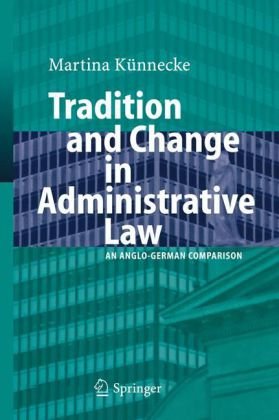 Martina Künnecke
Tradition
and Change
in
Administrative
Law
AN ANGLO-GERMAN COMPARISON
Springer